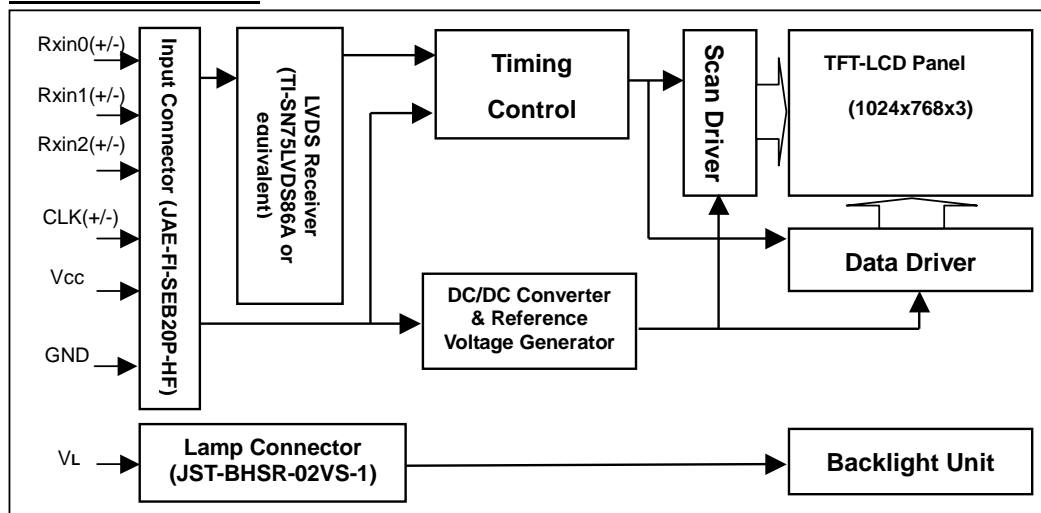 Rxin0(+/-)
Rxin1(+/-)
Rxin2(+/-)
CLK(+/-)
Vcc
GND
VL
Input Connector (JAE-FI-SEB20P-HF)
LVDS Receiver
(TI-SN75LVDS86A or
equivalent)
Timing
Control
Scan Driver
TFT-LCD Panel
(1024x768x3)
Data Driver
DC/DC Converter
& Reference
Voltage Generator
Lamp Connector
(JST-BHSR-02VS-1)
Backlight Unit